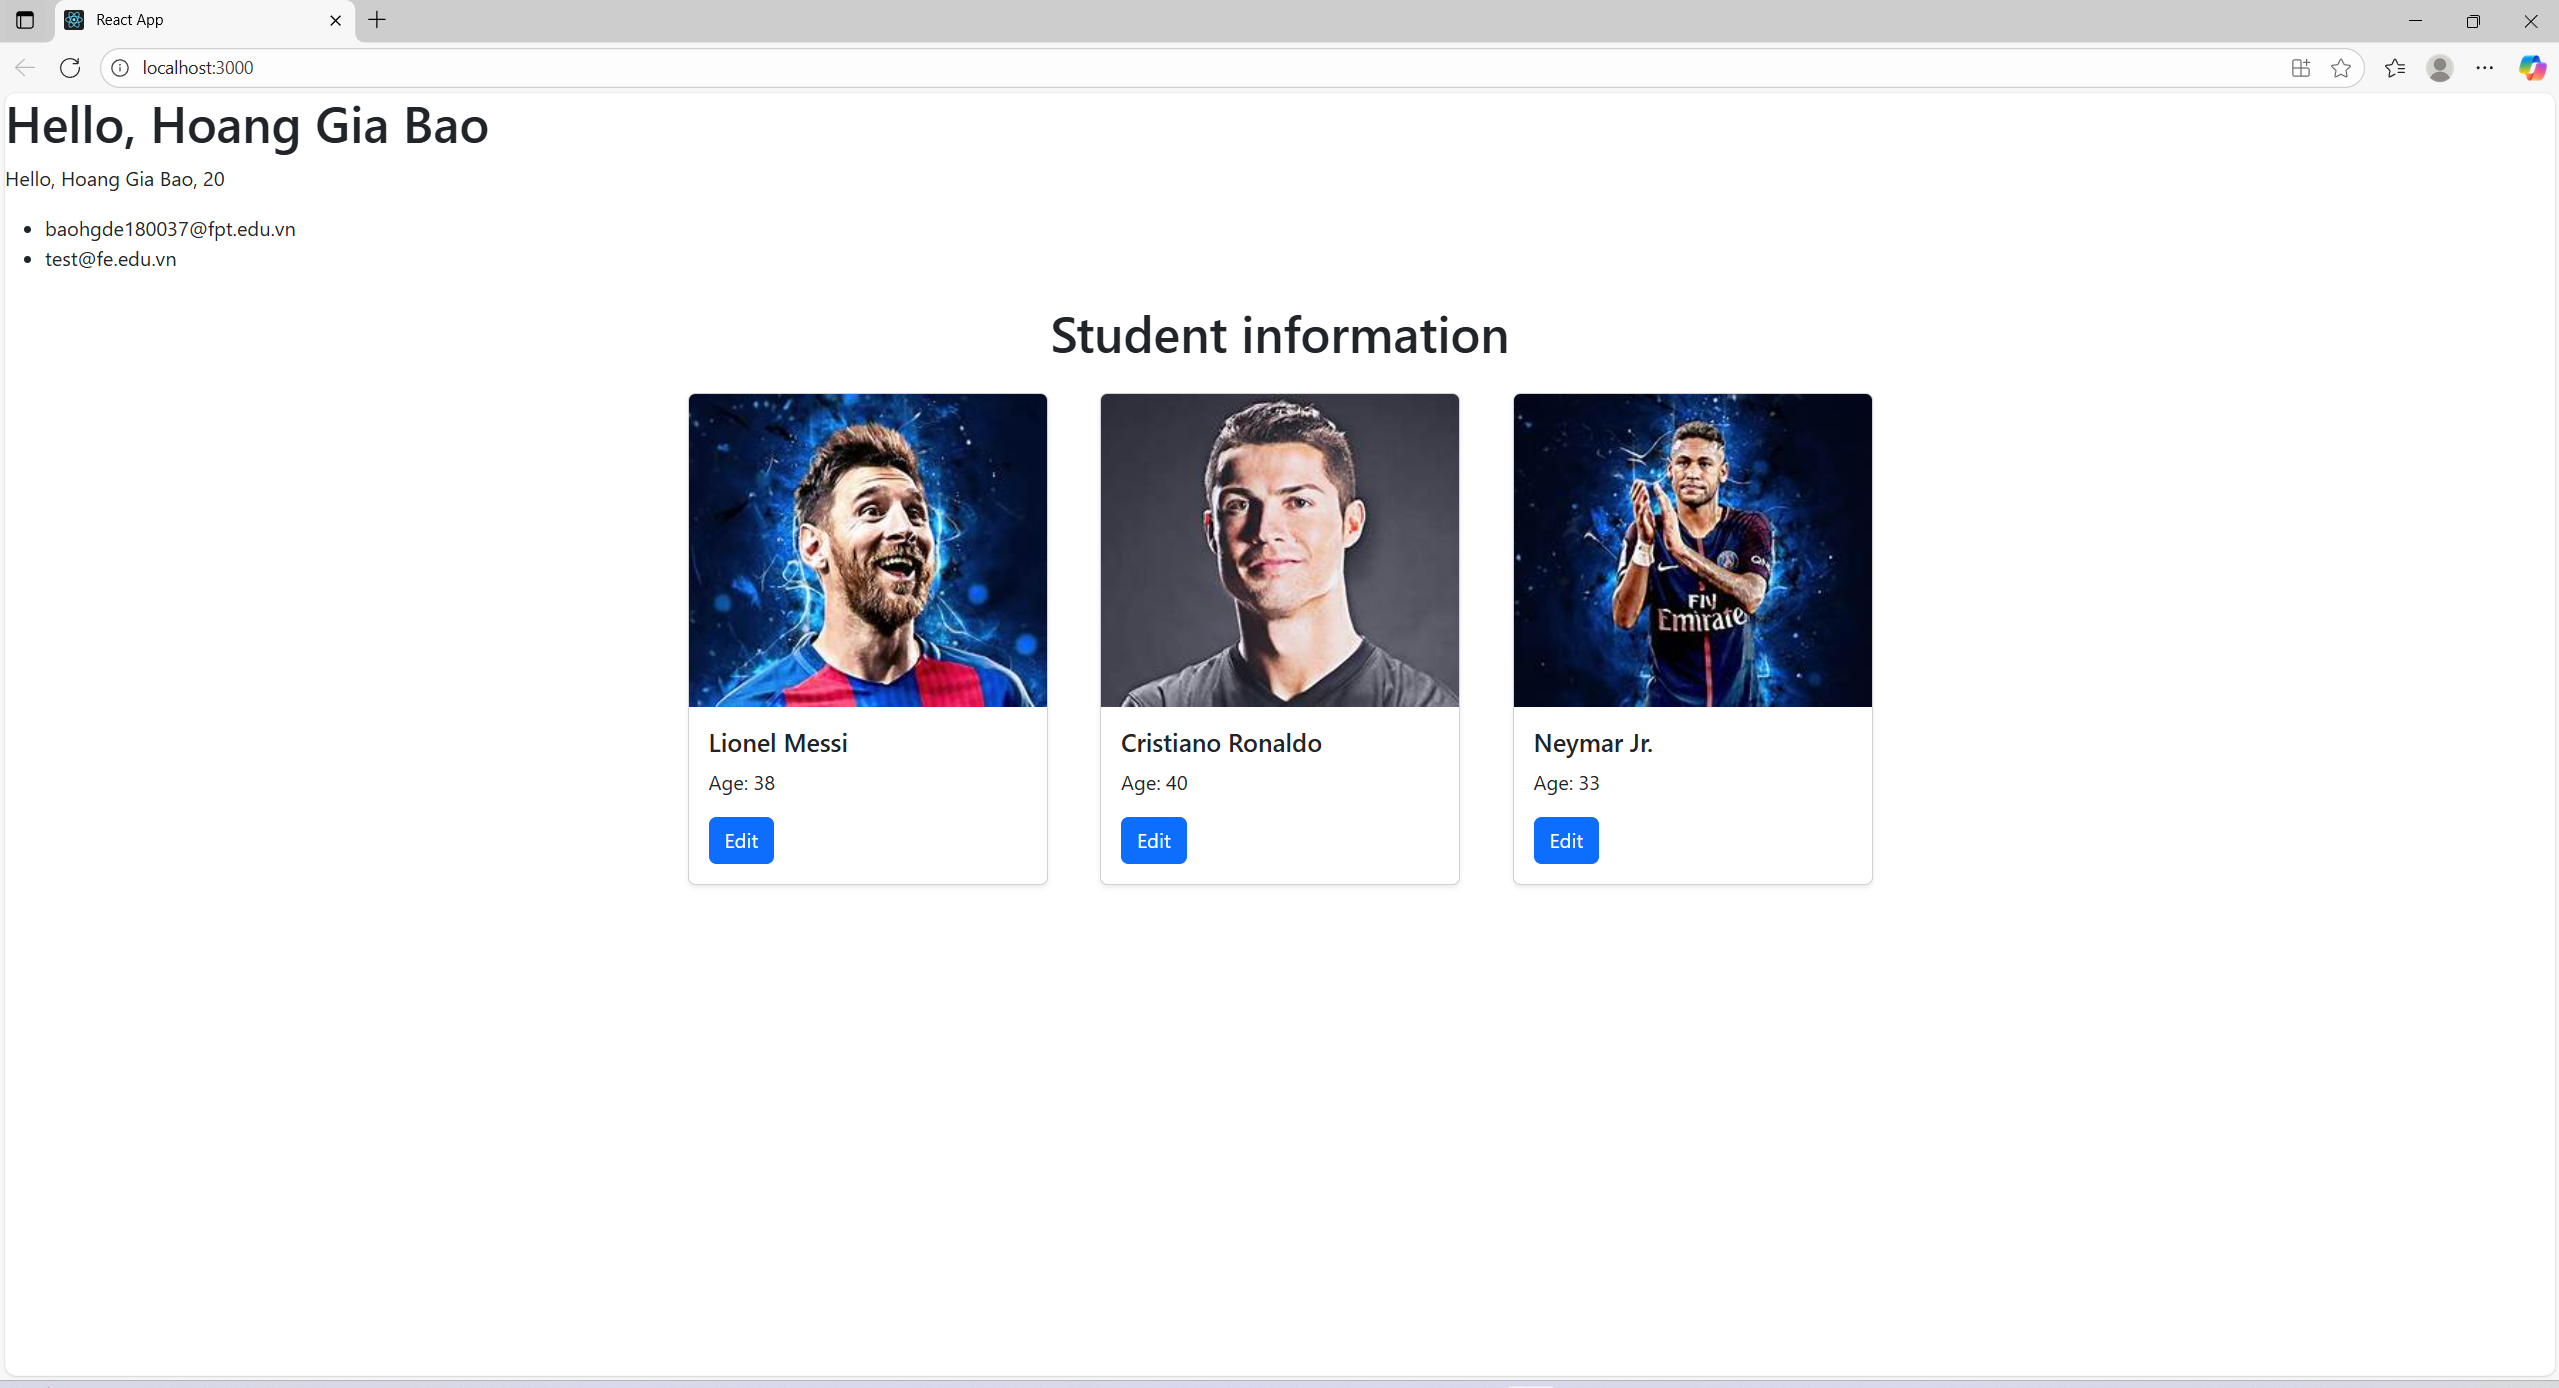 React App
localhost:3000
Hello, Hoang Gia Bao
Hello, Hoang Gia Bao, 20
baohgde180037@fpt.edu.vn
test@fe.edu.vn
Student information
FLY
Emirate
Lionel Messi
Cristiano Ronaldo
Neymar Jr.
Age: 38
Age: 40
Age: 33
Edit
Edit
Edit